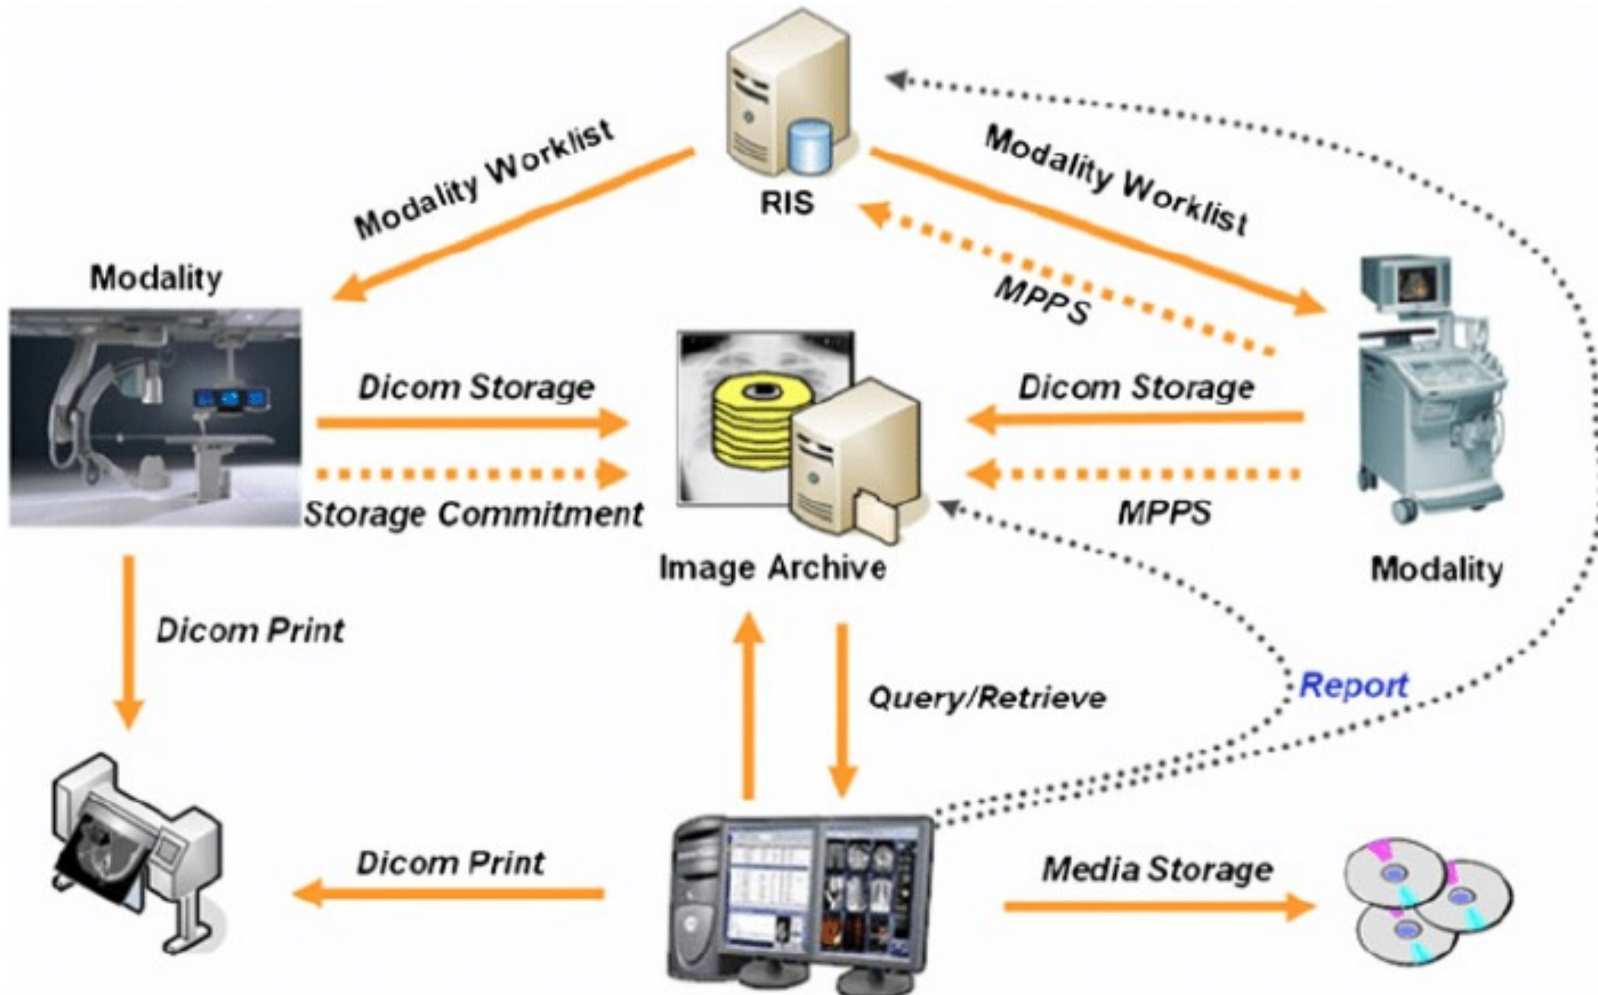 RIS
Modality Worklist
Modality Worklist
Modality
MPPS
Dicom Storage
Dicom Storage
Storage Commitment
MPPS
Image Archive
Modality
Dicom Print
Query/Retrieve
Report
Dicom Print
Media Storage